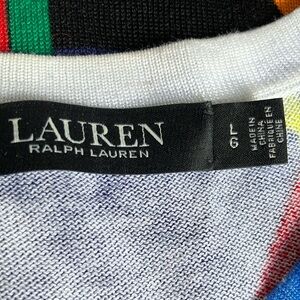 LAUREN
RALPH LAUREN
L
G
MADE IN
CHINA
FABRIQUÉ EN
CHINE